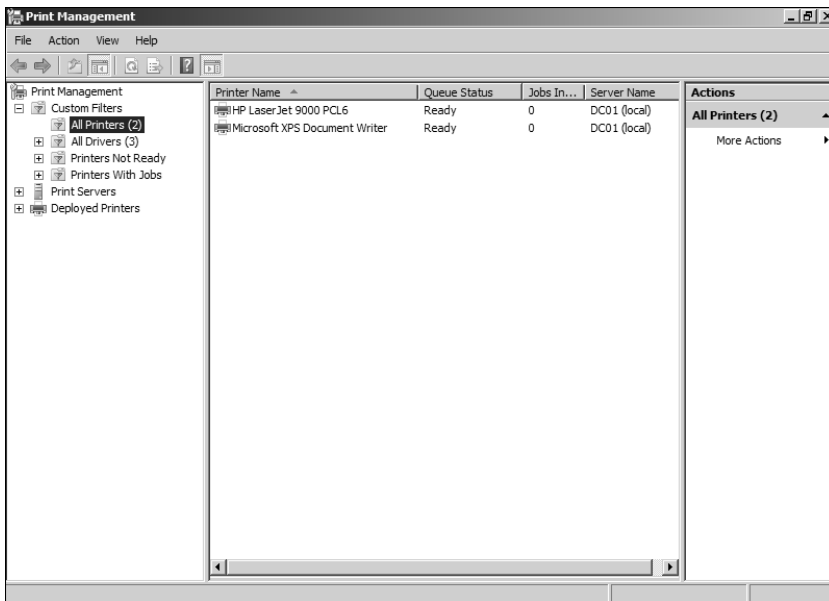 Print Management
File Action View Help
Print Management
Custom Filters
All Printers (2)
All Drivers (3)
Printers Not Ready
Printers With Jobs
Print Servers
Deployed Printers
Printer Name Queue Status Jobs In... Server Name
HP LaserJet 9000 PCL6 Ready 0 DC01 (local)
Microsoft XPS Document Writer Ready 0 DC01 (local)
Actions
All Printers (2)
More Actions